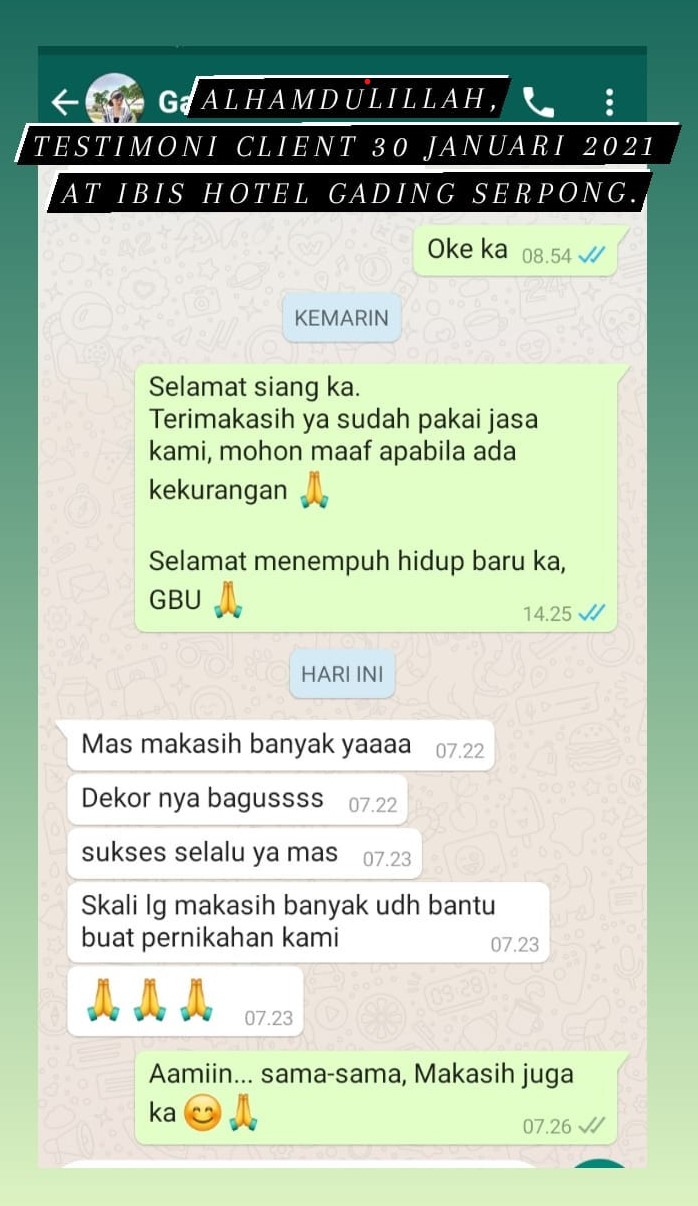 Ga
ALHAMDULILLAH,
TESTIMONI CLIENT 30 JANUARI 2021
AT IBIS HOTEL GADING SERPONG.
Oke ka 08.54
KEMARIN
Selamat siang ka.
Terimakasih ya sudah pakai jasa
kami, mohon maaf apabila ada
kekurangan 🙏
Selamat menempuh hidup baru ka,
GBU 🙏
14.25
HARI INI
Mas makasih banyak yaaaa 07.22
Dekor nya bagussss 07.22
sukses selalu ya mas 07.23
Skali lg makasih banyak udh bantu
buat pernikahan kami
07.23
🙏🙏🙏 07.23
Aamiin... sama-sama, Makasih juga
ka 😊🙏
07.26